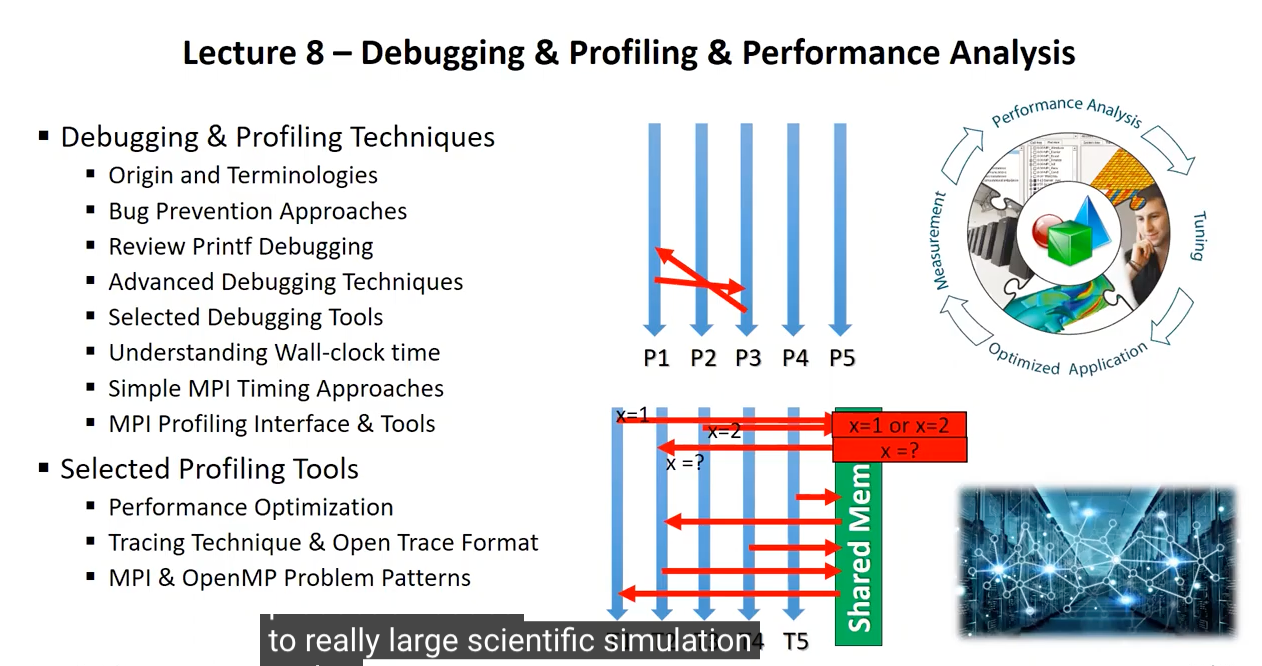 Lecture 8 – Debugging & Profiling & Performance Analysis
▪ Debugging & Profiling Techniques
▪ Origin and Terminologies
▪ Bug Prevention Approaches
▪ Review Printf Debugging
▪ Advanced Debugging Techniques
▪ Selected Debugging Tools
▪ Understanding Wall-clock time
▪ Simple MPI Timing Approaches
▪ MPI Profiling Interface & Tools
▪ Selected Profiling Tools
▪ Performance Optimization
▪ Tracing Technique & Open Trace Format
▪ MPI & OpenMP Problem Patterns
P1 P2 P3 P4 P5
x=1
x=2
x =?
x=1 or x=2
x =?
Shared Mem
T4 T5
Performance Analysis
Tuning
Optimized Application
Measurement
to really large scientific simulation